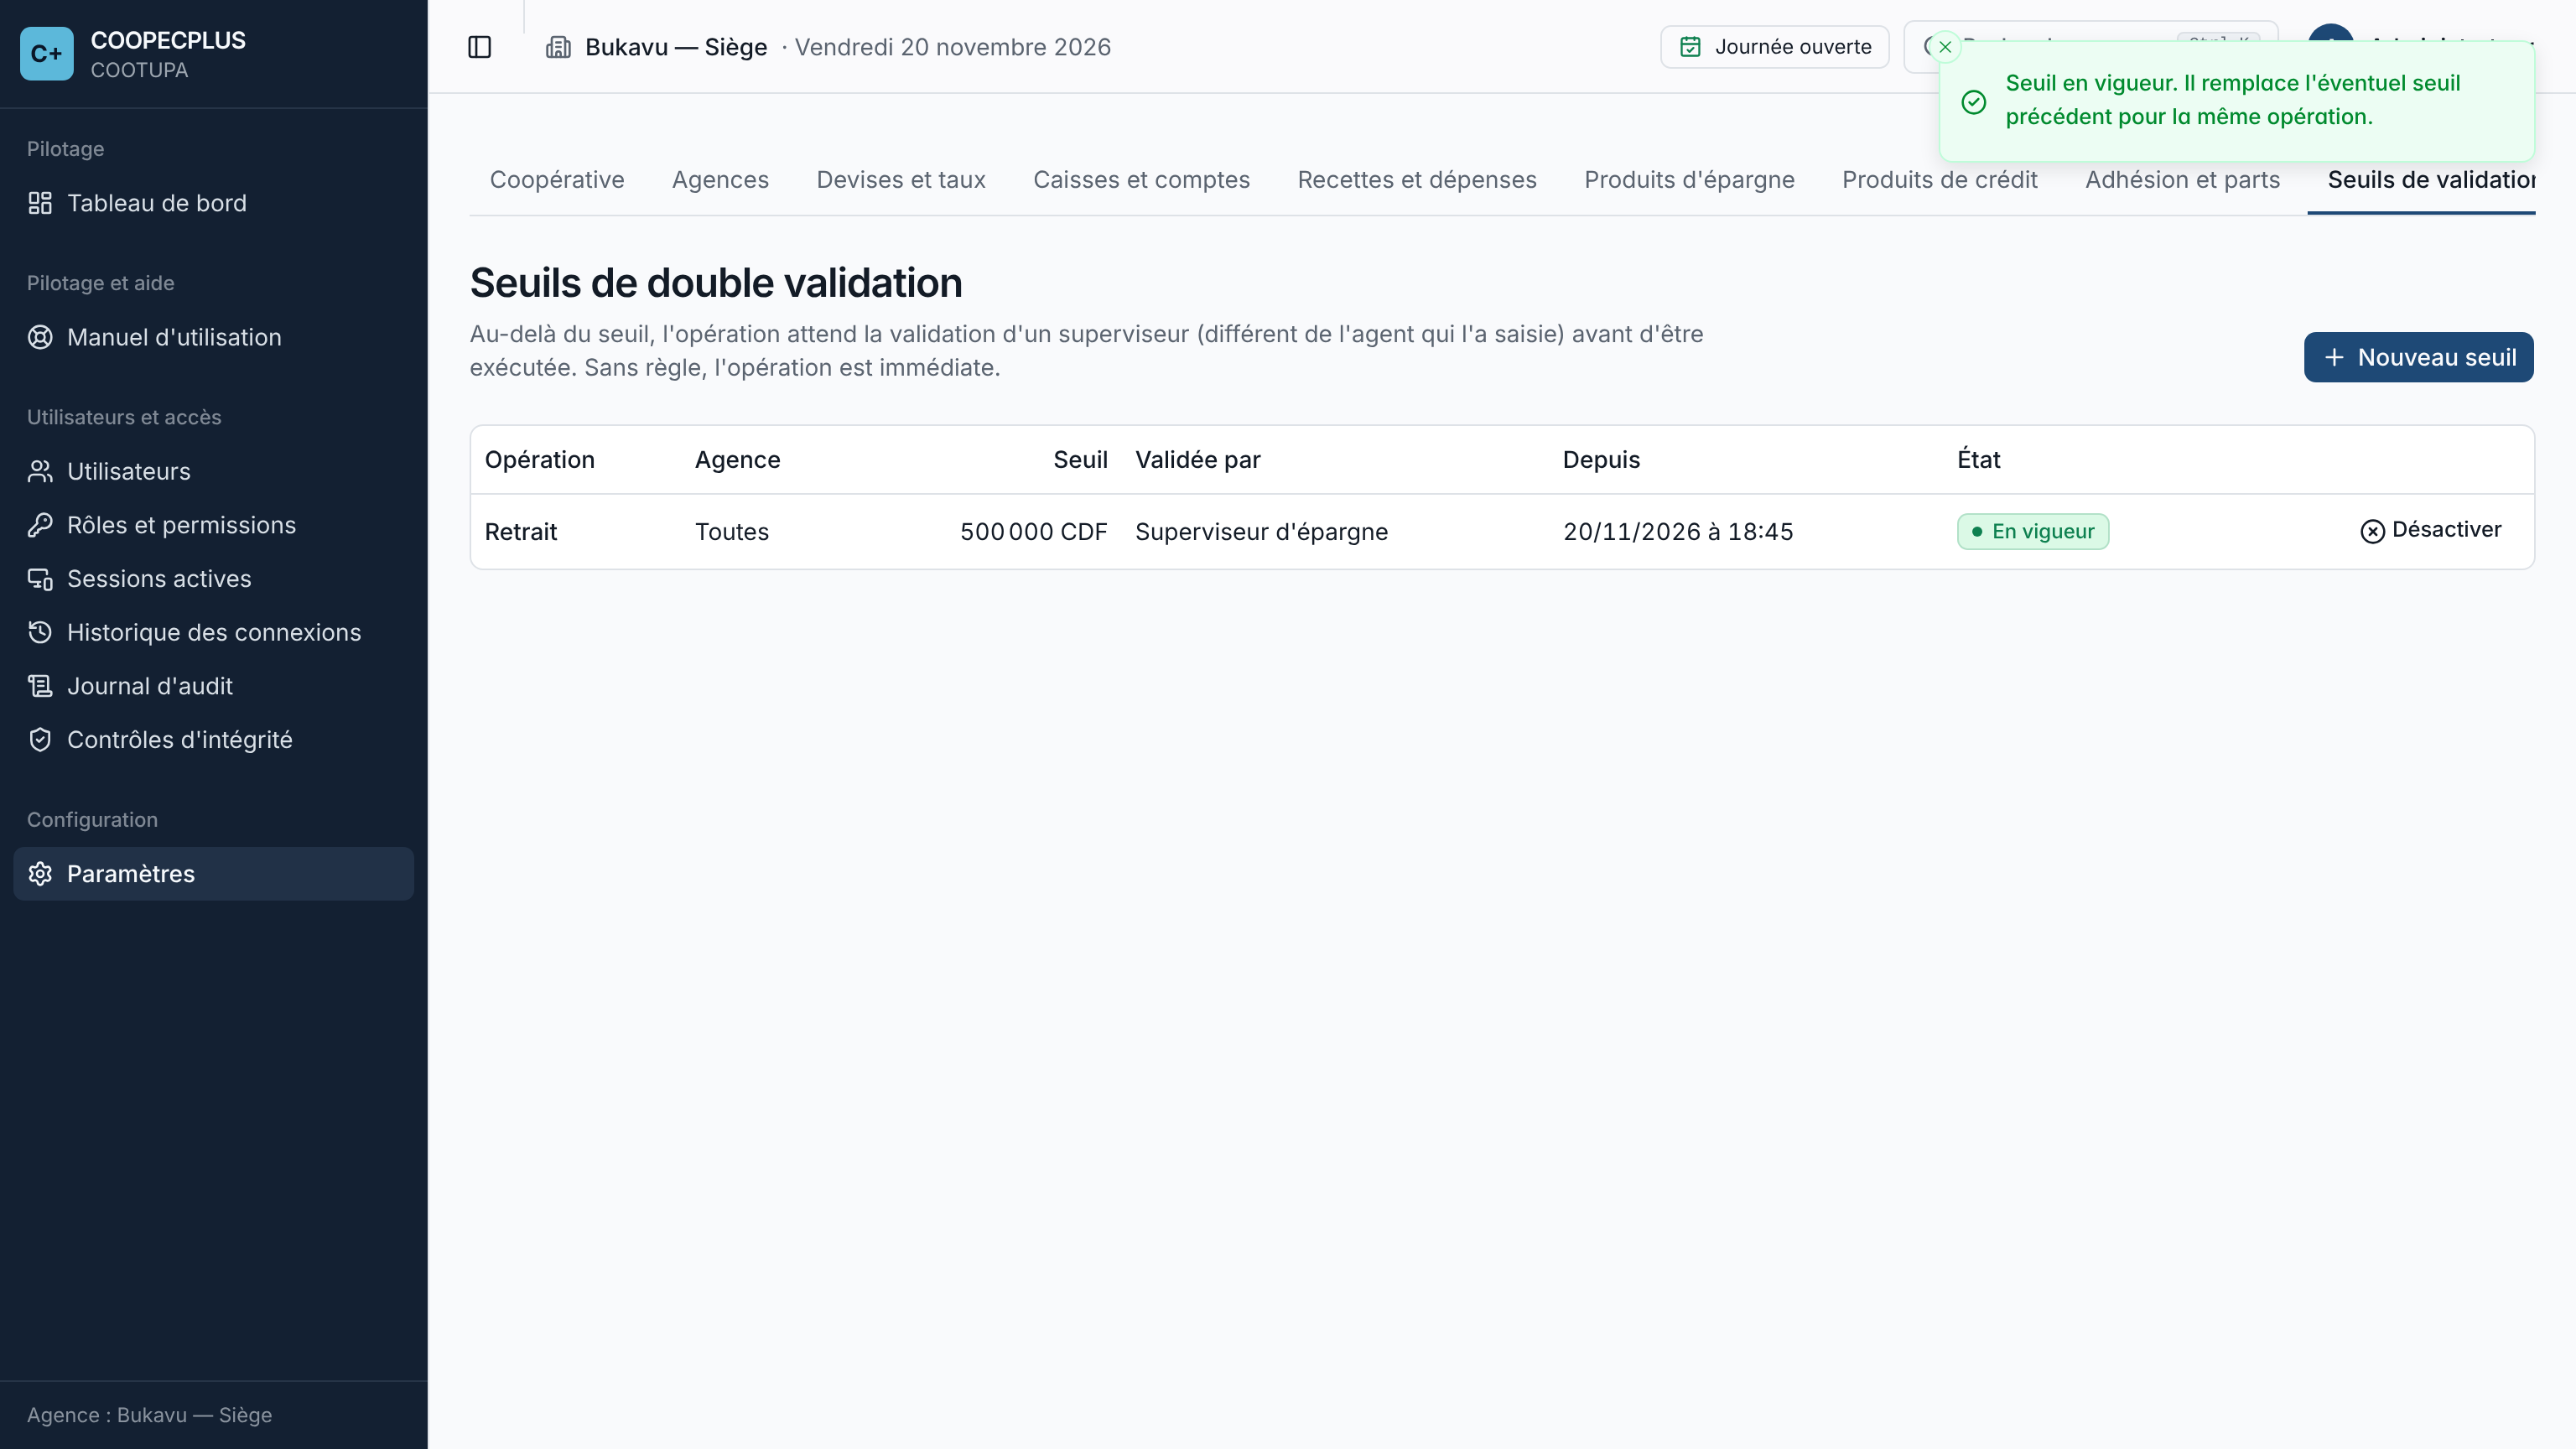 C+
COOPECPLUS
COOTUPA
Pilotage
Tableau de bord
Pilotage et aide
Manuel d'utilisation
Utilisateurs et accès
Utilisateurs
Rôles et permissions
Sessions actives
Historique des connexions
Journal d'audit
Contrôles d'intégrité
Configuration
Paramètres
Agence : Bukavu — Siège
Bukavu — Siège · Vendredi 20 novembre 2026
Journée ouverte
Seuil en vigueur. Il remplace l'éventuel seuil
précédent pour la même opération.
Coopérative Agences Devises et taux Caisses et comptes Recettes et dépenses Produits d'épargne Produits de crédit Adhésion et parts Seuils de validation
Seuils de double validation
Au-delà du seuil, l'opération attend la validation d'un superviseur (différent de l'agent qui l'a saisie) avant d'être
exécutée. Sans règle, l'opération est immédiate.
Nouveau seuil
Opération Agence Seuil Validée par Depuis État
Retrait Toutes 500 000 CDF Superviseur d'épargne 20/11/2026 à 18:45 En vigueur Désactiver